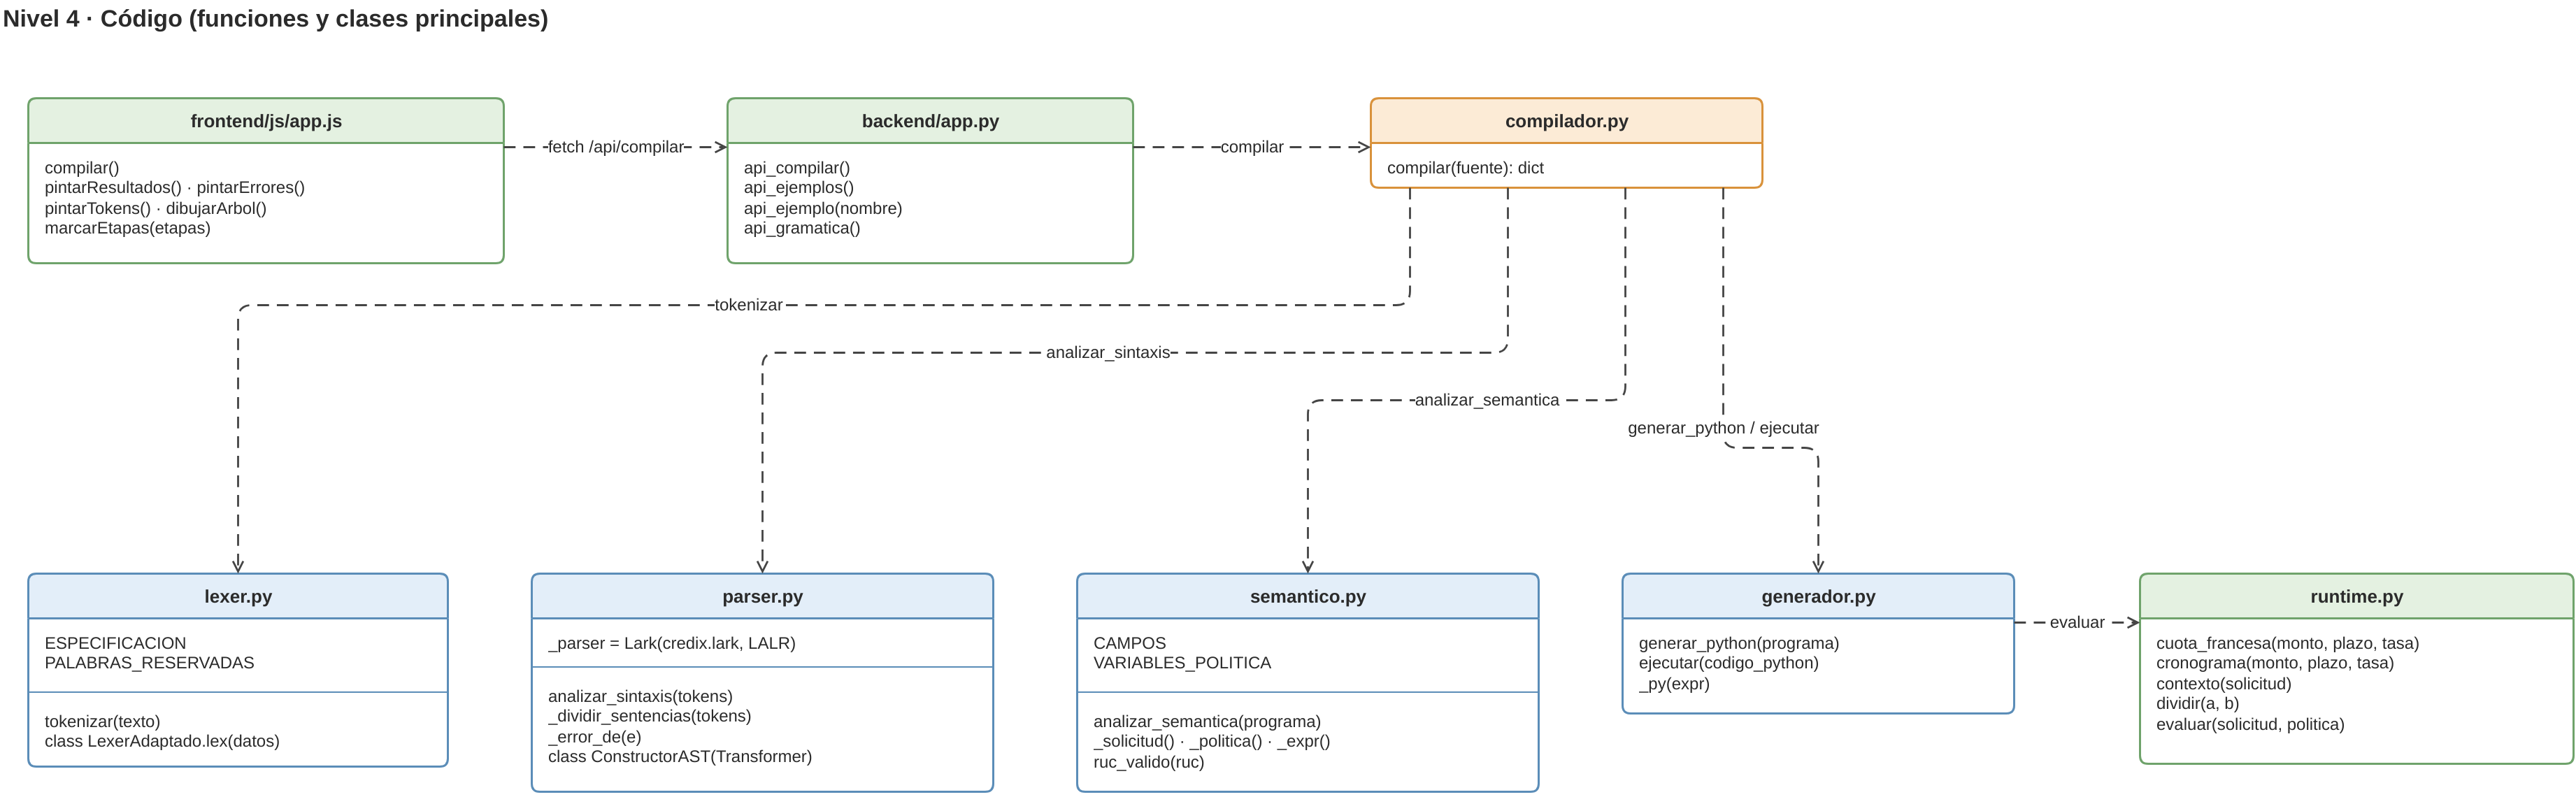 Nivel 4 · Código (funciones y clases principales)
frontend/js/app.js
compilar()
pintarResultados() · pintarErrores()
pintarTokens() · dibujarArbol()
marcarEtapas(etapas)
fetch /api/compilar
backend/app.py
api_compilar()
api_ejemplos()
api_ejemplo(nombre)
api_gramatica()
compilar
compilador.py
compilar(fuente): dict
tokenizar
analizar_sintaxis
analizar_semantica
generar_python / ejecutar
lexer.py
ESPECIFICACION
PALABRAS_RESERVADAS
tokenizar(texto)
class LexerAdaptado.lex(datos)
parser.py
_parser = Lark(credix.lark, LALR)
analizar_sintaxis(tokens)
_dividir_sentencias(tokens)
_error_de(e)
class ConstructorAST(Transformer)
semantico.py
CAMPOS
VARIABLES_POLITICA
analizar_semantica(programa)
_solicitud() · _politica() · _expr()
ruc_valido(ruc)
generador.py
generar_python(programa)
ejecutar(codigo_python)
_py(expr)
evaluar
runtime.py
cuota_francesa(monto, plazo, tasa)
cronograma(monto, plazo, tasa)
contexto(solicitud)
dividir(a, b)
evaluar(solicitud, politica)